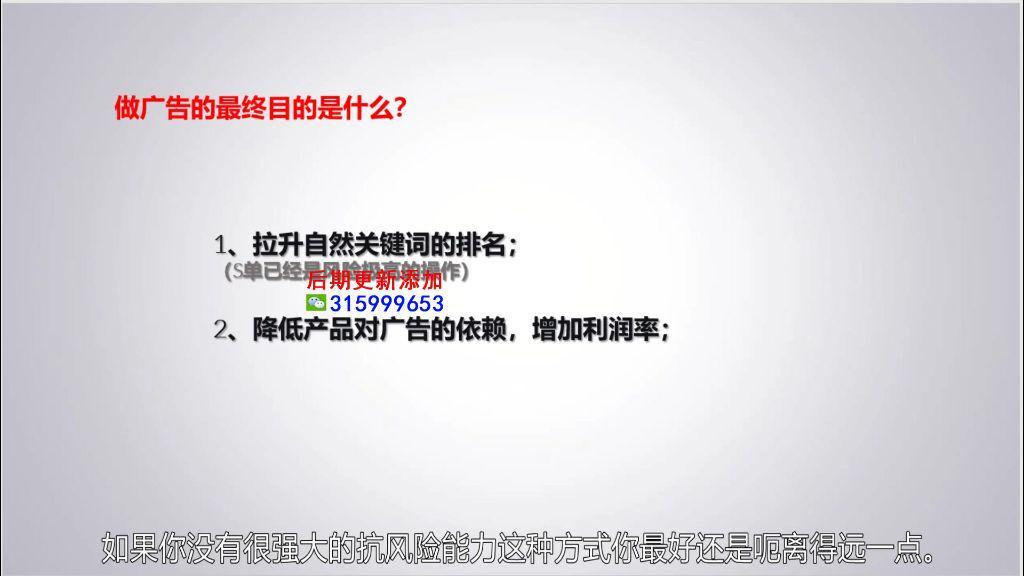 做广告的最终目的是什么?
1、拉升自然关键词的排名；
（S单已经是风险极高的操作）
后期更新添加
315999653
2、降低产品对广告的依赖，增加利润率；
如果你没有很强大的抗风险能力这种方式你最好还是呃离得远一点。